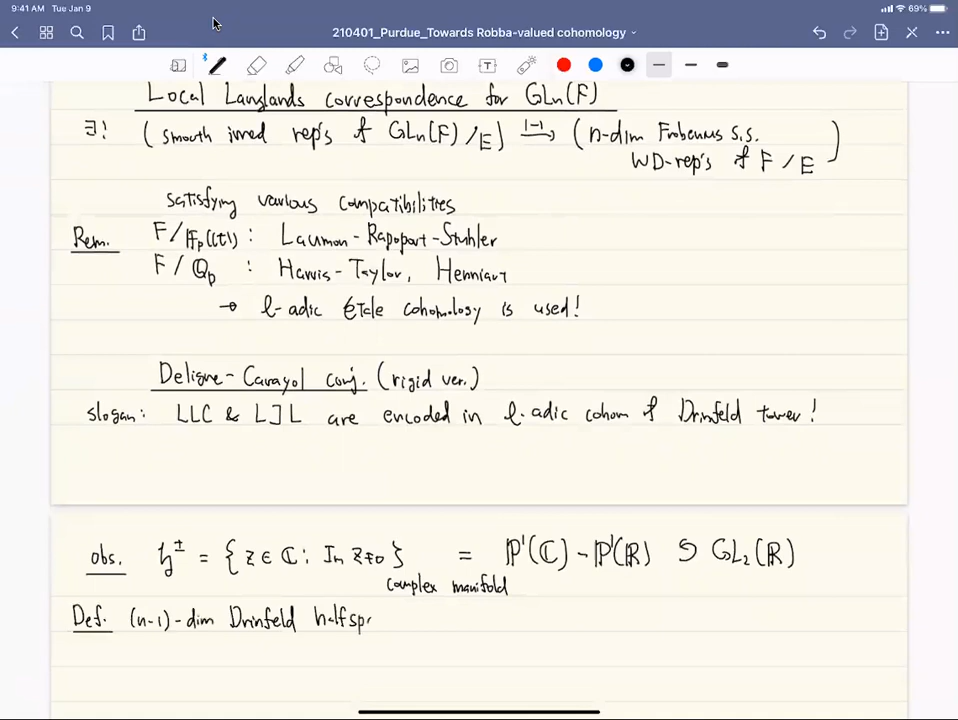 9:41 AM Tue Jan 9
69%
210401_Purdue_Towards Robba-valued cohomology
Local Langlands correspondence for GLn(F)
∃! (smooth irred rep's of GLn(F)/E) 1-1 → (n-dim Frobenius s.s.
WD-rep's of F/E)
satisfying various compatibilities
Rem. F/𝔽p((t)) : Laumon-Rapoport-Stuhler
F/ℚp : Harris-Taylor, Henniart
→ ℓ-adic étale cohomology is used!
Deligne-Carayol conj. (rigid ver.)
slogan: LLC & LJL are encoded in ℓ-adic cohom of Drinfeld tower!
obs. 𝔥± = {z ∈ ℂ : Im z≠0} = ℙ¹(ℂ) - ℙ¹(ℝ) ↺ GL₂(ℝ)
complex manifold
Def. (n-1)-dim Drinfeld halfsp